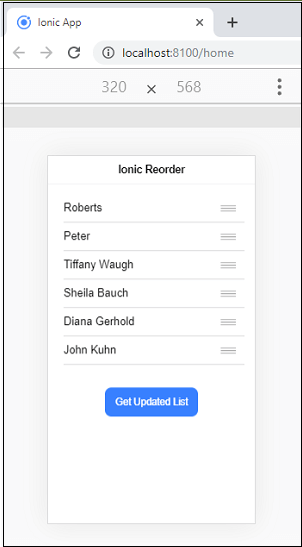 Ionic App
localhost:8100/home
320 × 568
Ionic Reorder
Roberts
Peter
Tiffany Waugh
Sheila Bauch
Diana Gerhold
John Kuhn
Get Updated List